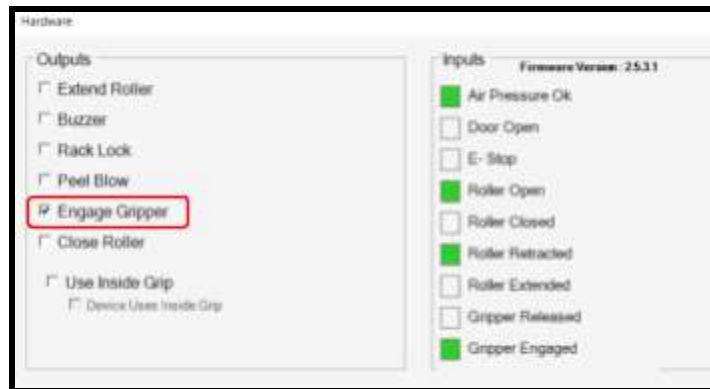 Hardware
Outputs
Extend Roller
Buzzer
Rack Lock
Peel Blow
Engage Gripper
Close Roller
Use Inside Grip
Device Uses Inside Grip
Inputs
Firmware Version: 2.5.3.1
Air Pressure Ok
Door Open
E- Stop
Roller Open
Roller Closed
Roller Retracted
Roller Extended
Gripper Released
Gripper Engaged